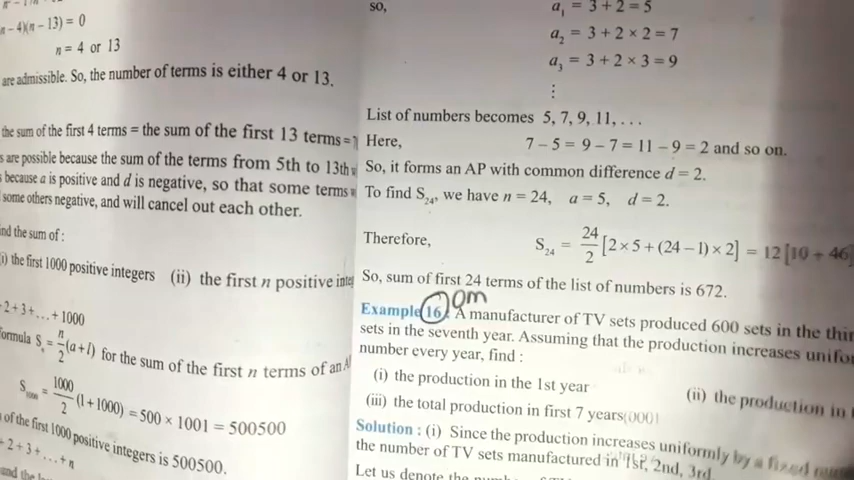 (n – 4)(n – 13) = 0
n = 4 or 13
are admissible. So, the number of terms is either 4 or 13.
the sum of the first 4 terms = the sum of the first 13 terms =
are possible because the sum of the terms from 5th to 13th
because a is positive and d is negative, so that some terms
some others negative, and will cancel out each other.
ind the sum of :
(i) the first 1000 positive integers (ii) the first n positive
2 + 3 + . . . + 1000
formula Sₙ = n/2 (a + l) for the sum of the first n terms of an
S₁₀₀₀ = 1000/2 (1 + 1000) = 500 × 1001 = 500500
of the first 1000 positive integers is 500500.
2 + 3 + . . . + n
so,
a₁ = 3 + 2 = 5
a₂ = 3 + 2 × 2 = 7
a₃ = 3 + 2 × 3 = 9
⋮
List of numbers becomes 5, 7, 9, 11, . . .
Here, 7 – 5 = 9 – 7 = 11 – 9 = 2 and so on.
So, it forms an AP with common difference d = 2.
To find S₂₄, we have n = 24, a = 5, d = 2.
Therefore, S₂₄ = 24/2 [2 × 5 + (24 – 1) × 2] = 12 [10 + 46]
So, sum of first 24 terms of the list of numbers is 672.
Om
Example 16 : A manufacturer of TV sets produced 600 sets in the
sets in the seventh year. Assuming that the production increases
number every year, find :
(i) the production in the 1st year (ii) the production in
(iii) the total production in first 7 years
Solution : (i) Since the production increases uniformly by a fixed
the number of TV sets manufactured in 1st, 2nd, 3rd
Let us denote the